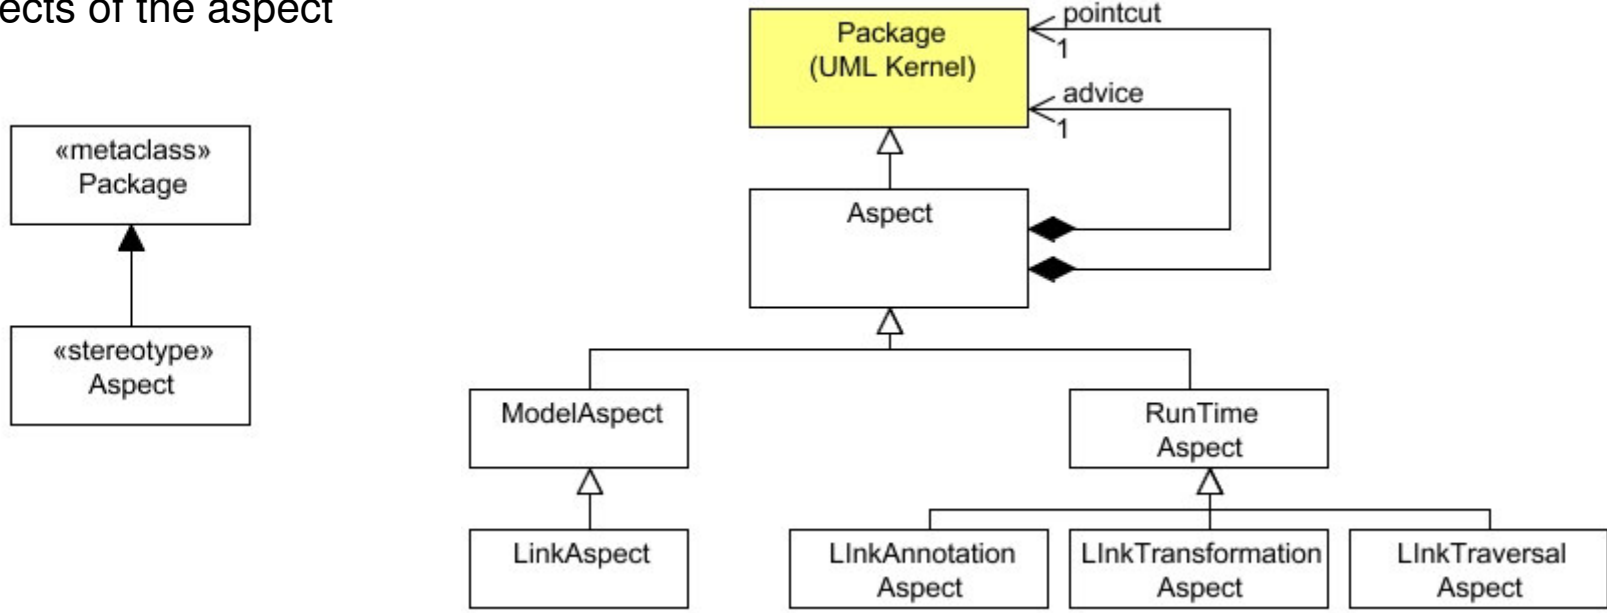 ects of the aspect
«metaclass»
Package
«stereotype»
Aspect
Package
(UML Kernel)
pointcut
1
advice
1
Aspect
ModelAspect
RunTime
Aspect
LinkAspect
LInkAnnotation
Aspect
LInkTransformation
Aspect
LInkTraversal
Aspect